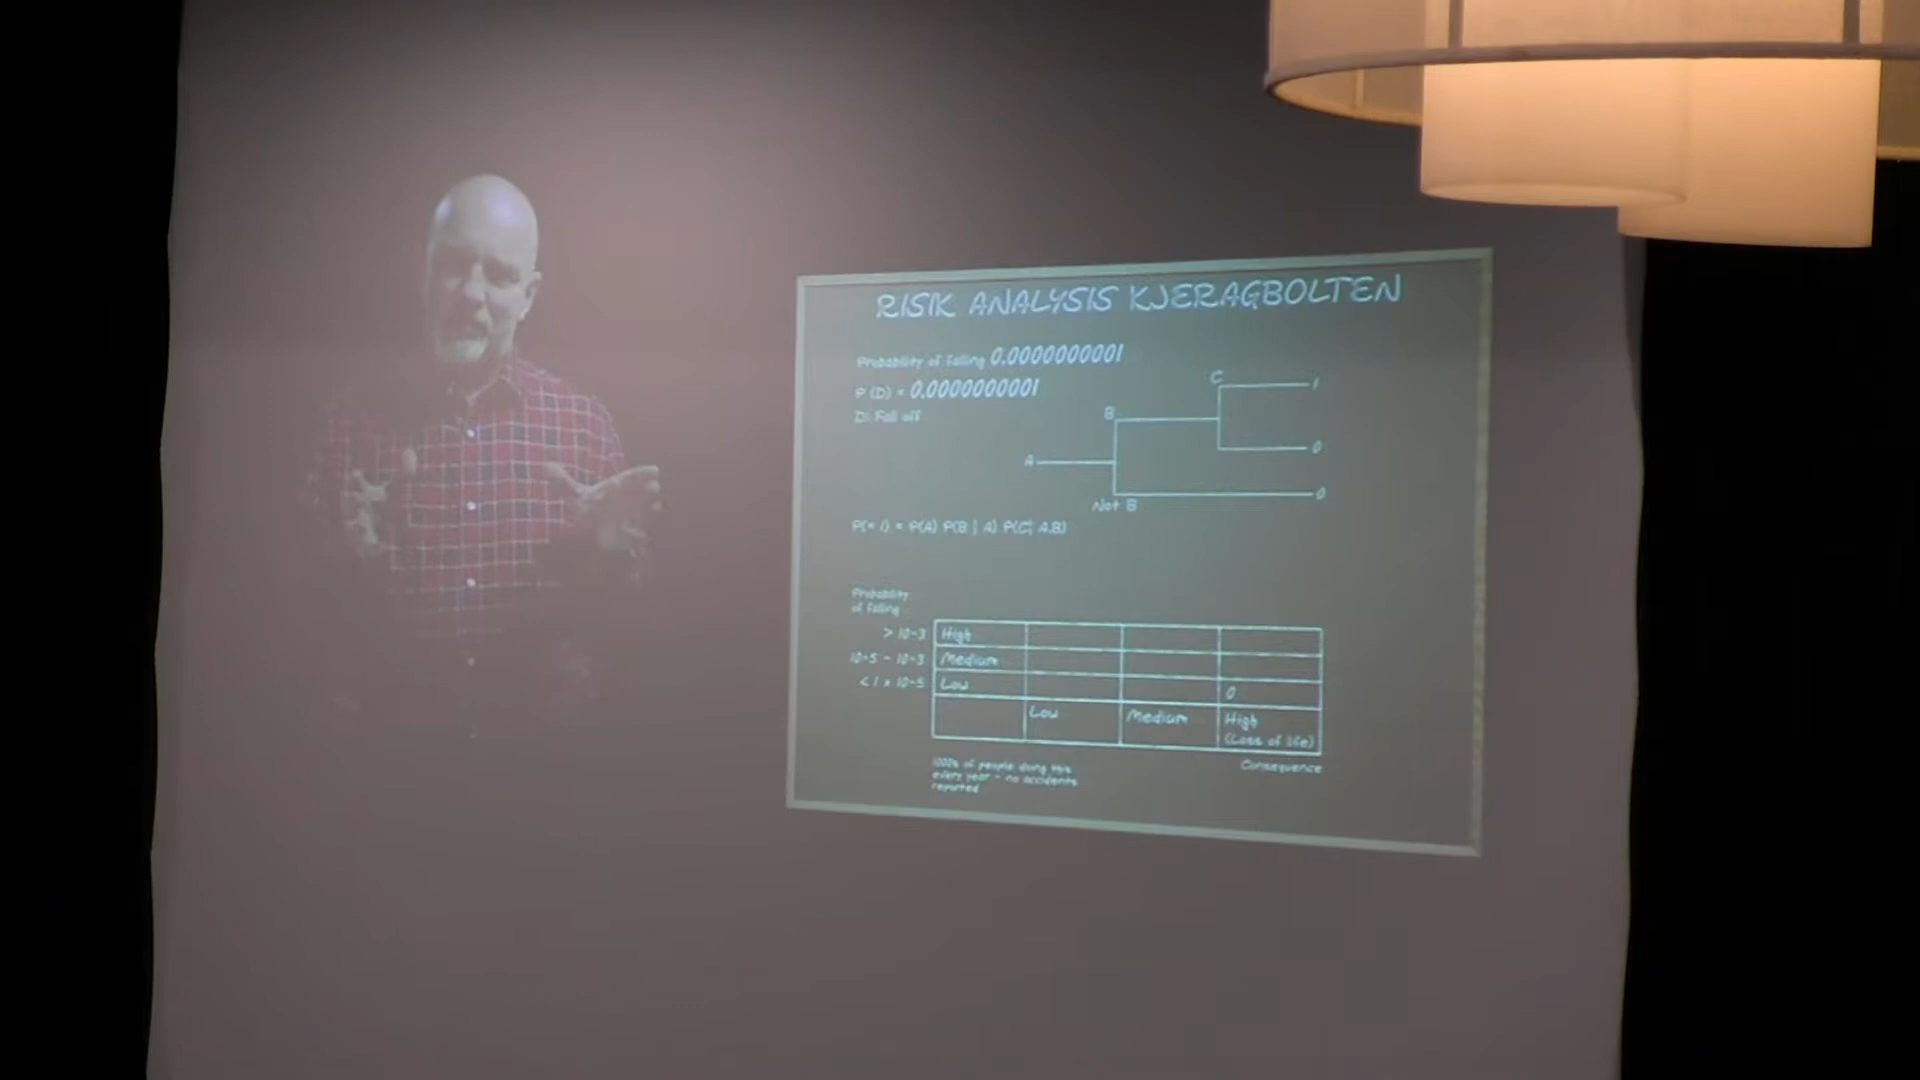 RISIK ANALYSIS KJERAGBOLTEN
Probability of falling 0.0000000001
P (D) = 0.0000000001
D: Fall off
A
B
C
1
0
0
Not B
P(= 1) = P(A) P(B | A) P(C| A.B)
Probability
of falling
> 10-3 High
10-5 - 10-3 Medium
< 1 x 10-5 Low 0
Low Medium High
(Loss of life)
Consequence
1000s of people doing this
every year - no accidents
reported